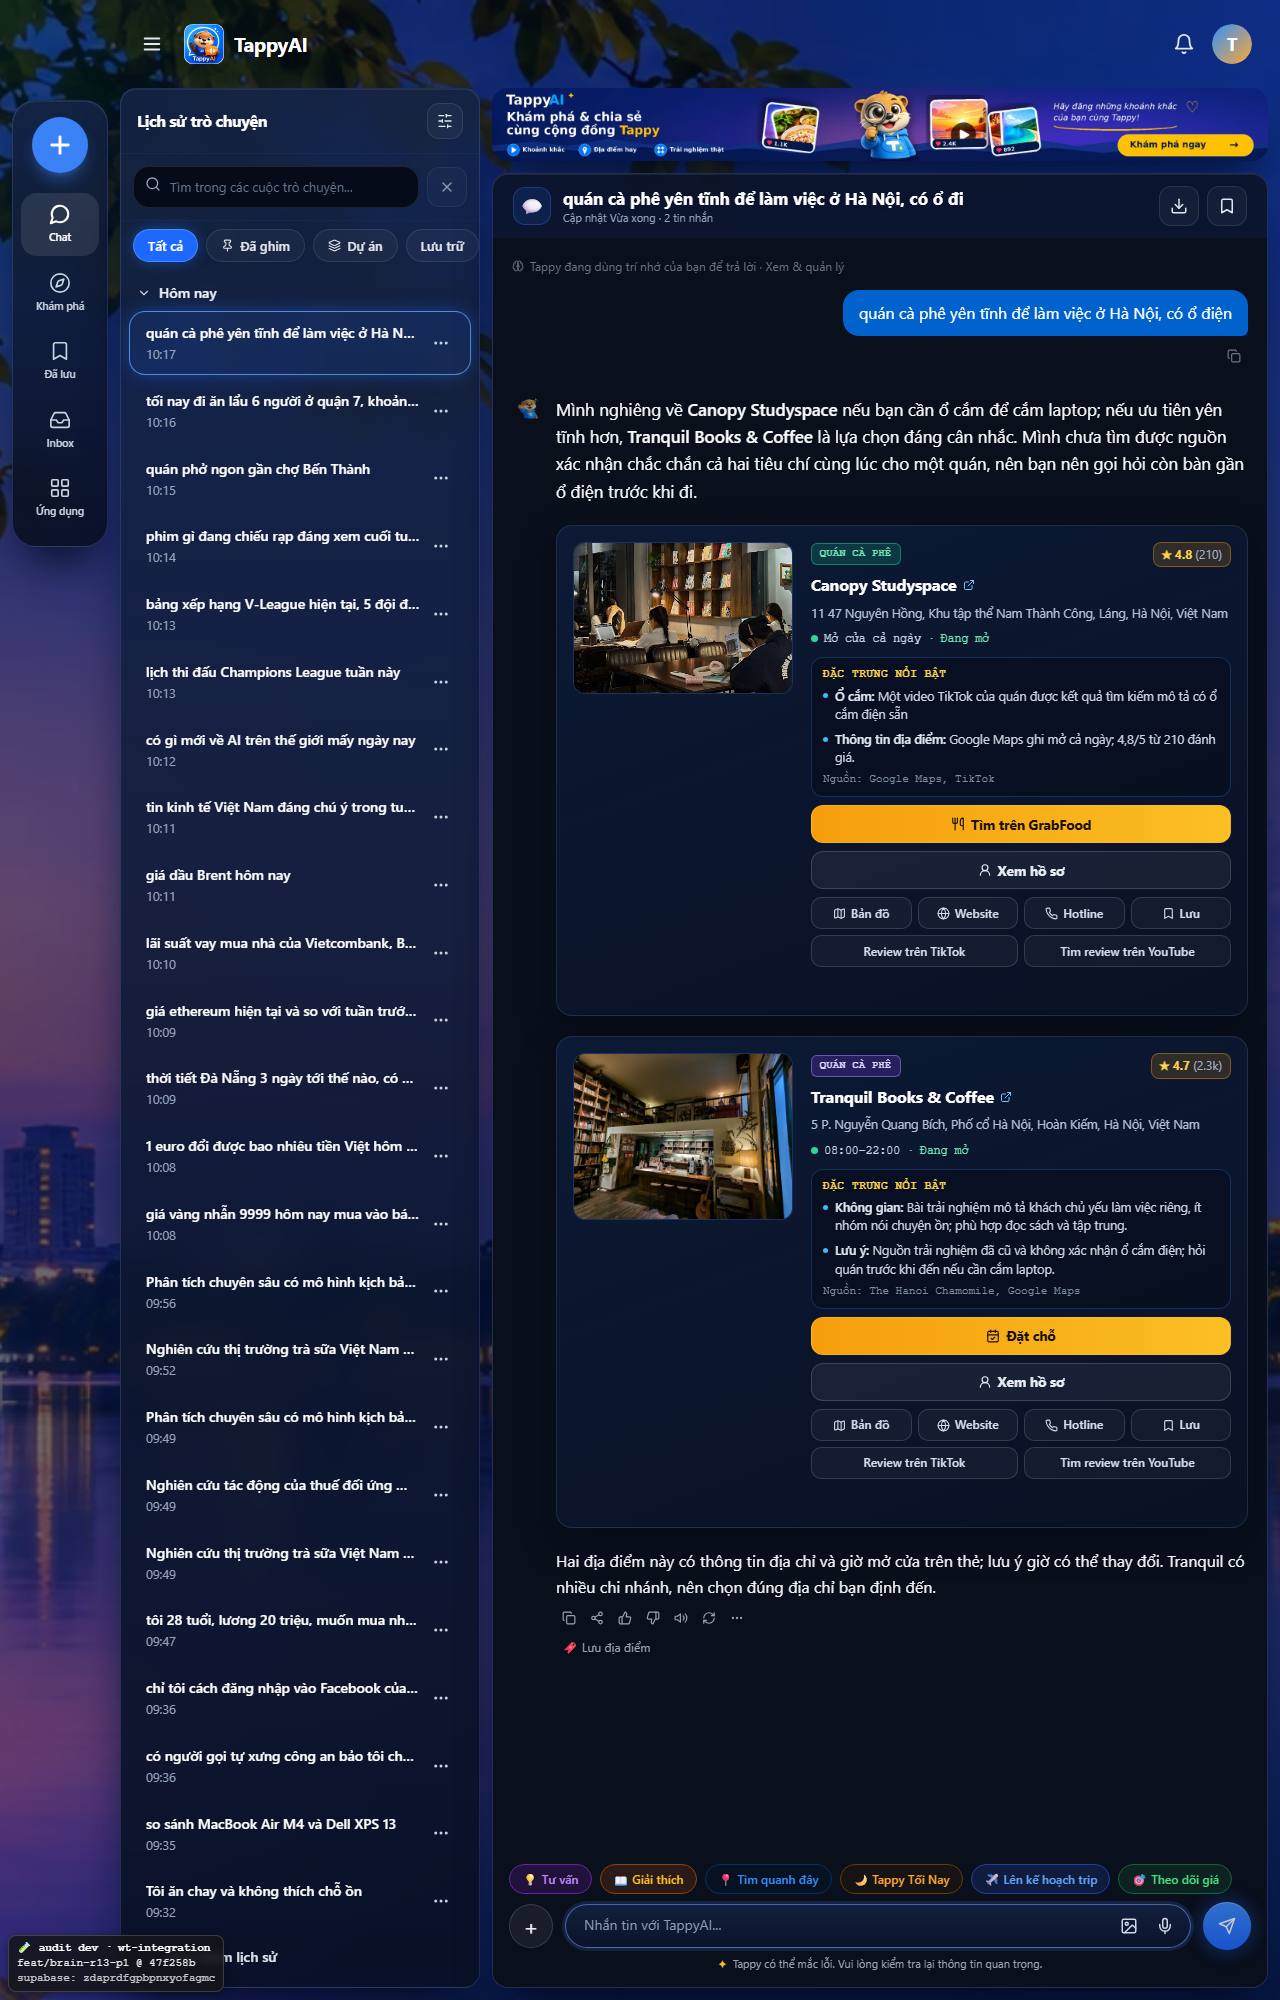 TappyAI
T
Lịch sử trò chuyện
Tìm trong các cuộc trò chuyện...
Tất cả
Đã ghim
Dự án
Lưu trữ
Chat
Khám phá
Đã lưu
Inbox
Ứng dụng
Hôm nay
quán cà phê yên tĩnh để làm việc ở Hà N...
10:17
tối nay đi ăn lẩu 6 người ở quận 7, khoản...
10:16
quán phở ngon gần chợ Bến Thành
10:15
phim gì đang chiếu rạp đáng xem cuối tu...
10:14
bảng xếp hạng V-League hiện tại, 5 đội đ...
10:13
lịch thi đấu Champions League tuần này
10:13
có gì mới về AI trên thế giới mấy ngày nay
10:12
tin kinh tế Việt Nam đáng chú ý trong tu...
10:11
giá dầu Brent hôm nay
10:11
lãi suất vay mua nhà của Vietcombank, B...
10:10
giá ethereum hiện tại và so với tuần trướ...
10:09
thời tiết Đà Nẵng 3 ngày tới thế nào, có ...
10:09
1 euro đổi được bao nhiêu tiền Việt hôm ...
10:08
giá vàng nhẫn 9999 hôm nay mua vào bá...
10:08
Phân tích chuyên sâu có mô hình kịch bả...
09:56
Nghiên cứu thị trường trà sữa Việt Nam ...
09:52
Phân tích chuyên sâu có mô hình kịch bả...
09:49
Nghiên cứu tác động của thuế đối ứng ...
09:49
Nghiên cứu thị trường trà sữa Việt Nam ...
09:49
tôi 28 tuổi, lương 20 triệu, muốn mua nh...
09:47
chỉ tôi cách đăng nhập vào Facebook của...
09:36
có người gọi tự xưng công an bảo tôi ch...
09:36
so sánh MacBook Air M4 và Dell XPS 13
09:35
Tôi ăn chay và không thích chỗ ồn
09:32
m lịch sử
audit dev · wt-integration
feat/brain-r13-p1 @ 47f258b
supabase: zdaprdfgpbpnxyofagmc
TappyAI
Khám phá & chia sẻ
cùng cộng đồng Tappy
Khoảnh khắc
Địa điểm hay
Trải nghiệm thật
1.1K
2.4K
892
Hãy đăng những khoảnh khắc
của bạn cùng Tappy!
Khám phá ngay →
quán cà phê yên tĩnh để làm việc ở Hà Nội, có ổ đi
Cập nhật Vừa xong · 2 tin nhắn
Tappy đang dùng trí nhớ của bạn để trả lời · Xem & quản lý
quán cà phê yên tĩnh để làm việc ở Hà Nội, có ổ điện
Mình nghiêng về Canopy Studyspace nếu bạn cần ổ cắm để cắm laptop; nếu ưu tiên yên
tĩnh hơn, Tranquil Books & Coffee là lựa chọn đáng cân nhắc. Mình chưa tìm được nguồn
xác nhận chắc chắn cả hai tiêu chí cùng lúc cho một quán, nên bạn nên gọi hỏi còn bàn gần
ổ điện trước khi đi.
QUÁN CÀ PHÊ
★ 4.8 (210)
Canopy Studyspace
11 47 Nguyên Hồng, Khu tập thể Nam Thành Công, Láng, Hà Nội, Việt Nam
Mở cửa cả ngày · Đang mở
ĐẶC TRƯNG NỔI BẬT
Ổ cắm: Một video TikTok của quán được kết quả tìm kiếm mô tả có ổ
cắm điện sẵn
Thông tin địa điểm: Google Maps ghi mở cả ngày; 4,8/5 từ 210 đánh
giá.
Nguồn: Google Maps, TikTok
Tìm trên GrabFood
Xem hồ sơ
Bản đồ
Website
Hotline
Lưu
Review trên TikTok
Tìm review trên YouTube
QUÁN CÀ PHÊ
★ 4.7 (2.3k)
Tranquil Books & Coffee
5 P. Nguyễn Quang Bích, Phố cổ Hà Nội, Hoàn Kiếm, Hà Nội, Việt Nam
08:00–22:00 · Đang mở
ĐẶC TRƯNG NỔI BẬT
Không gian: Bài trải nghiệm mô tả khách chủ yếu làm việc riêng, ít
nhóm nói chuyện ồn; phù hợp đọc sách và tập trung.
Lưu ý: Nguồn trải nghiệm đã cũ và không xác nhận ổ cắm điện; hỏi
quán trước khi đến nếu cần cắm laptop.
Nguồn: The Hanoi Chamomile, Google Maps
Đặt chỗ
Xem hồ sơ
Bản đồ
Website
Hotline
Lưu
Review trên TikTok
Tìm review trên YouTube
Hai địa điểm này có thông tin địa chỉ và giờ mở cửa trên thẻ; lưu ý giờ có thể thay đổi. Tranquil có
nhiều chi nhánh, nên chọn đúng địa chỉ bạn định đến.
Lưu địa điểm
Tư vấn
Giải thích
Tìm quanh đây
Tappy Tối Nay
Lên kế hoạch trip
Theo dõi giá
Nhắn tin với TappyAI...
Tappy có thể mắc lỗi. Vui lòng kiểm tra lại thông tin quan trọng.